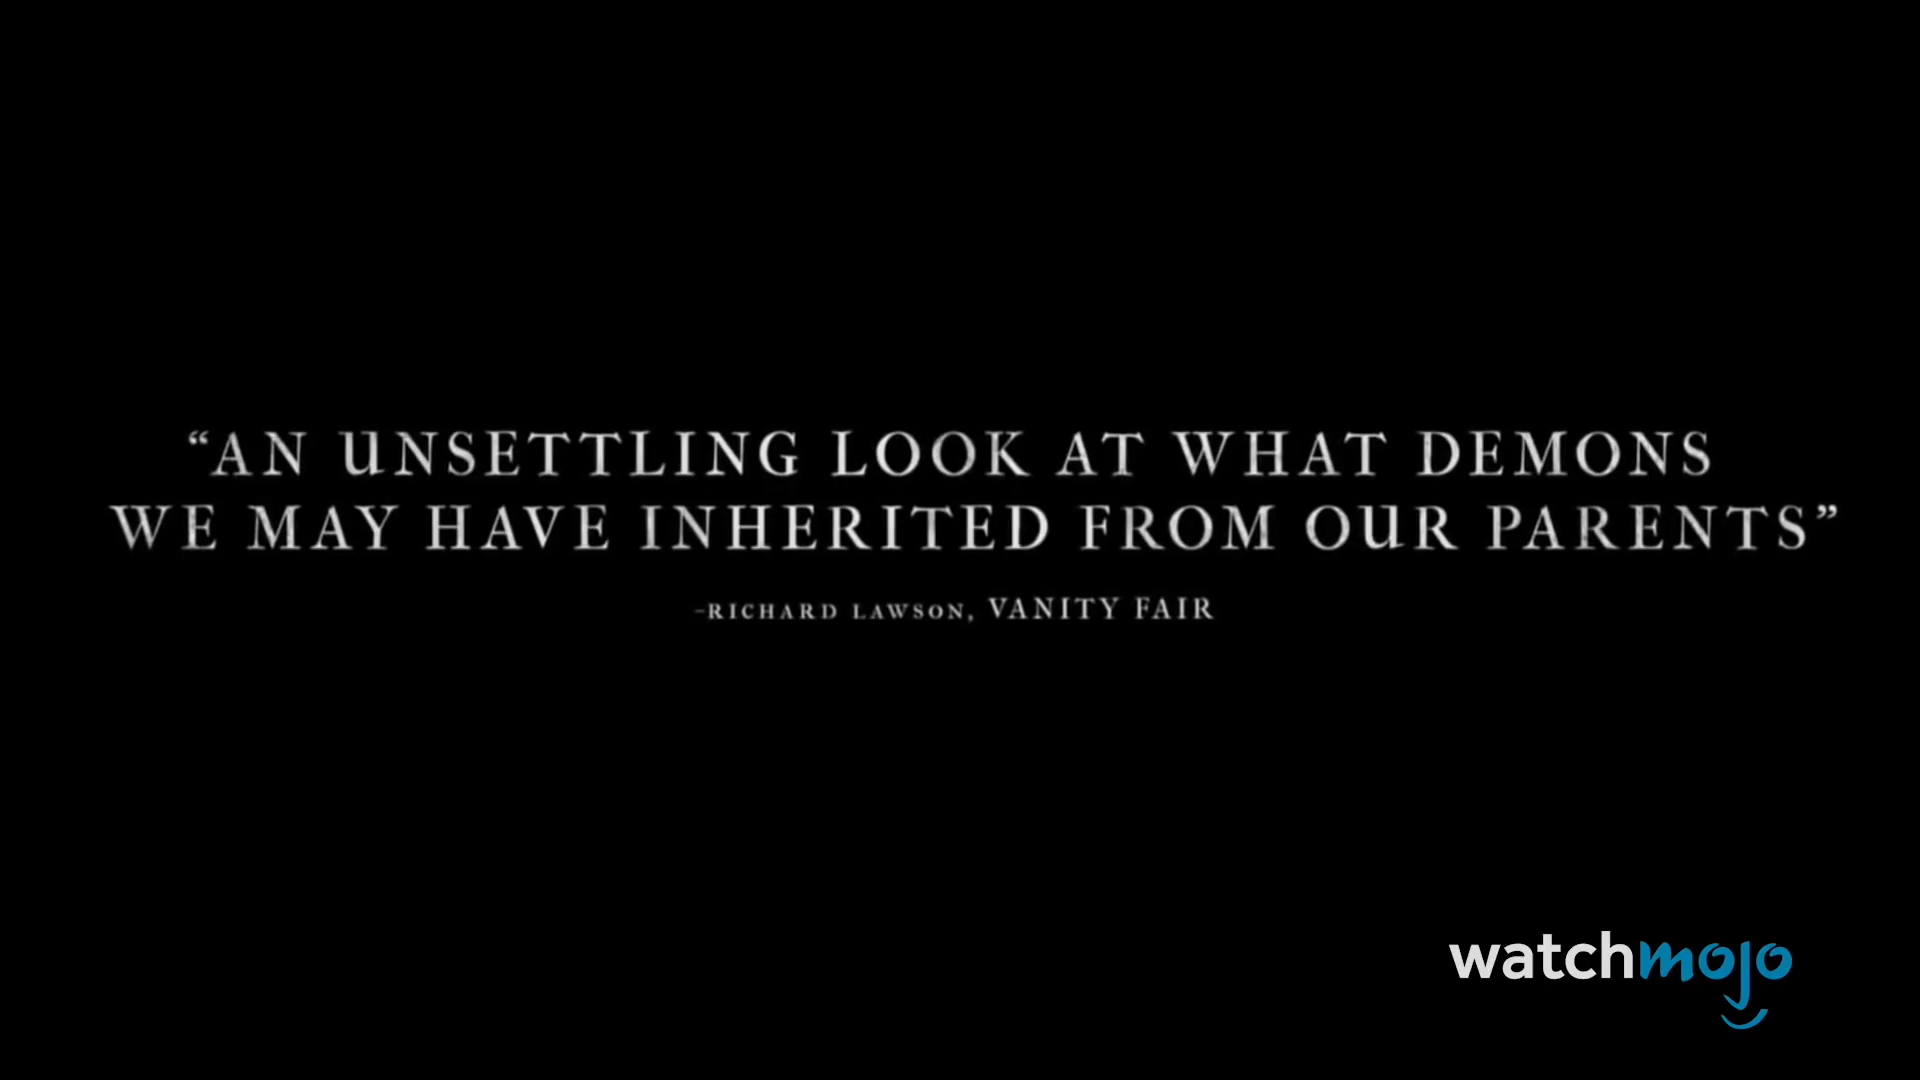 “AN UNSETTLING LOOK AT WHAT DEMONS
WE MAY HAVE INHERITED FROM OUR PARENTS”
-RICHARD LAWSON, VANITY FAIR
watchmojo